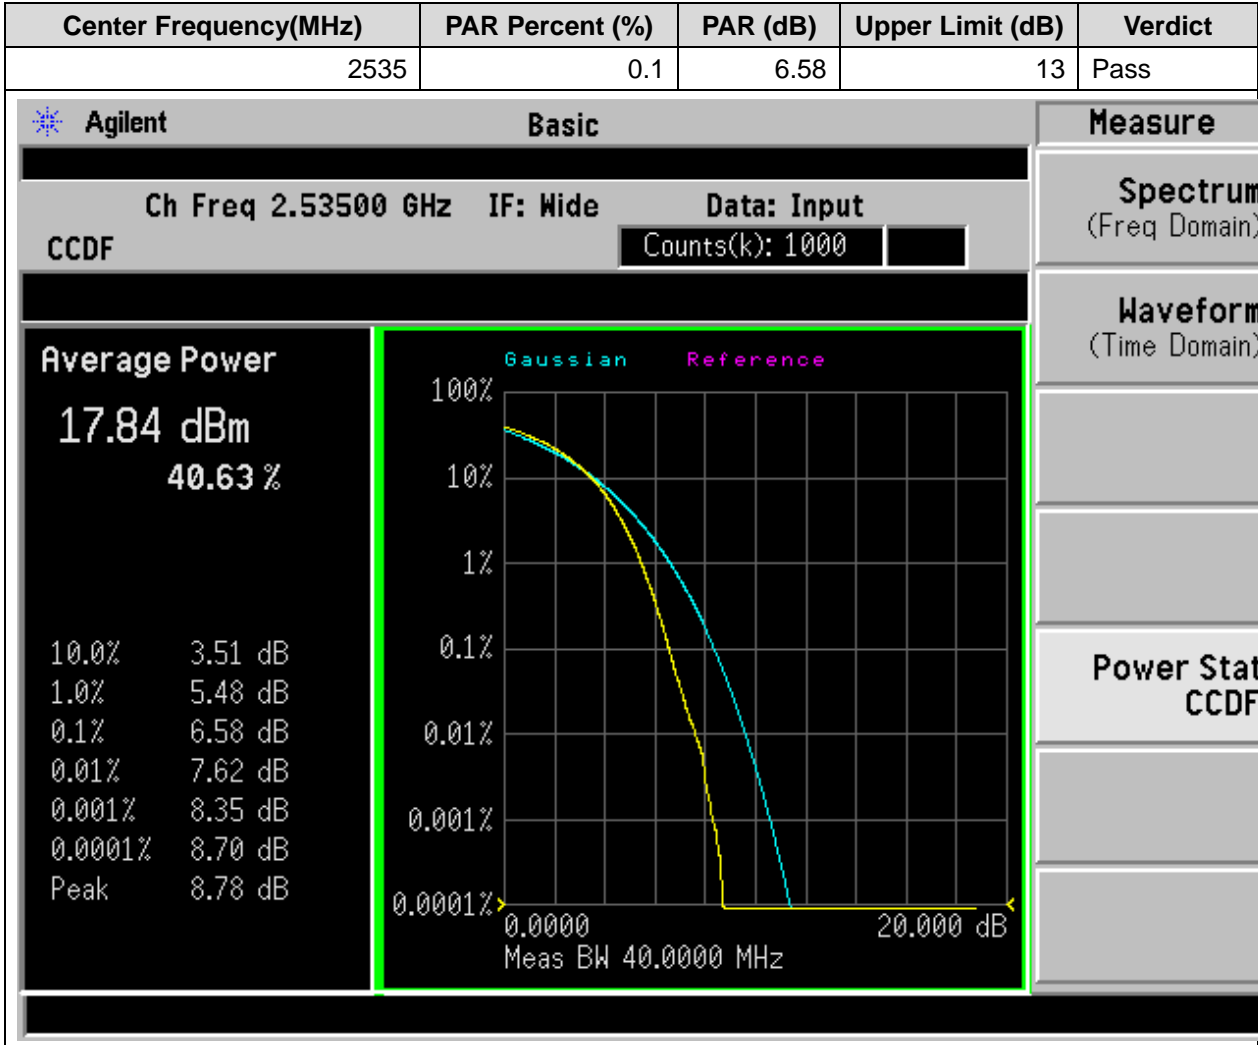 Center Frequency(MHz) PAR Percent (%) PAR (dB) Upper Limit (dB) Verdict
2535 0.1 6.58 13 Pass
Agilent Basic Measure
Ch Freq 2.53500 GHz IF: Wide Data: Input
CCDF Counts(k): 1000
Spectrum
(Freq Domain)
Waveform
(Time Domain)
Power Stat
CCDF
Average Power
17.84 dBm
40.63 %
10.0% 3.51 dB
1.0% 5.48 dB
0.1% 6.58 dB
0.01% 7.62 dB
0.001% 8.35 dB
0.0001% 8.70 dB
Peak 8.78 dB
Gaussian Reference
100%
10%
1%
0.1%
0.01%
0.001%
0.0001%
0.0000 20.000 dB
Meas BW 40.0000 MHz